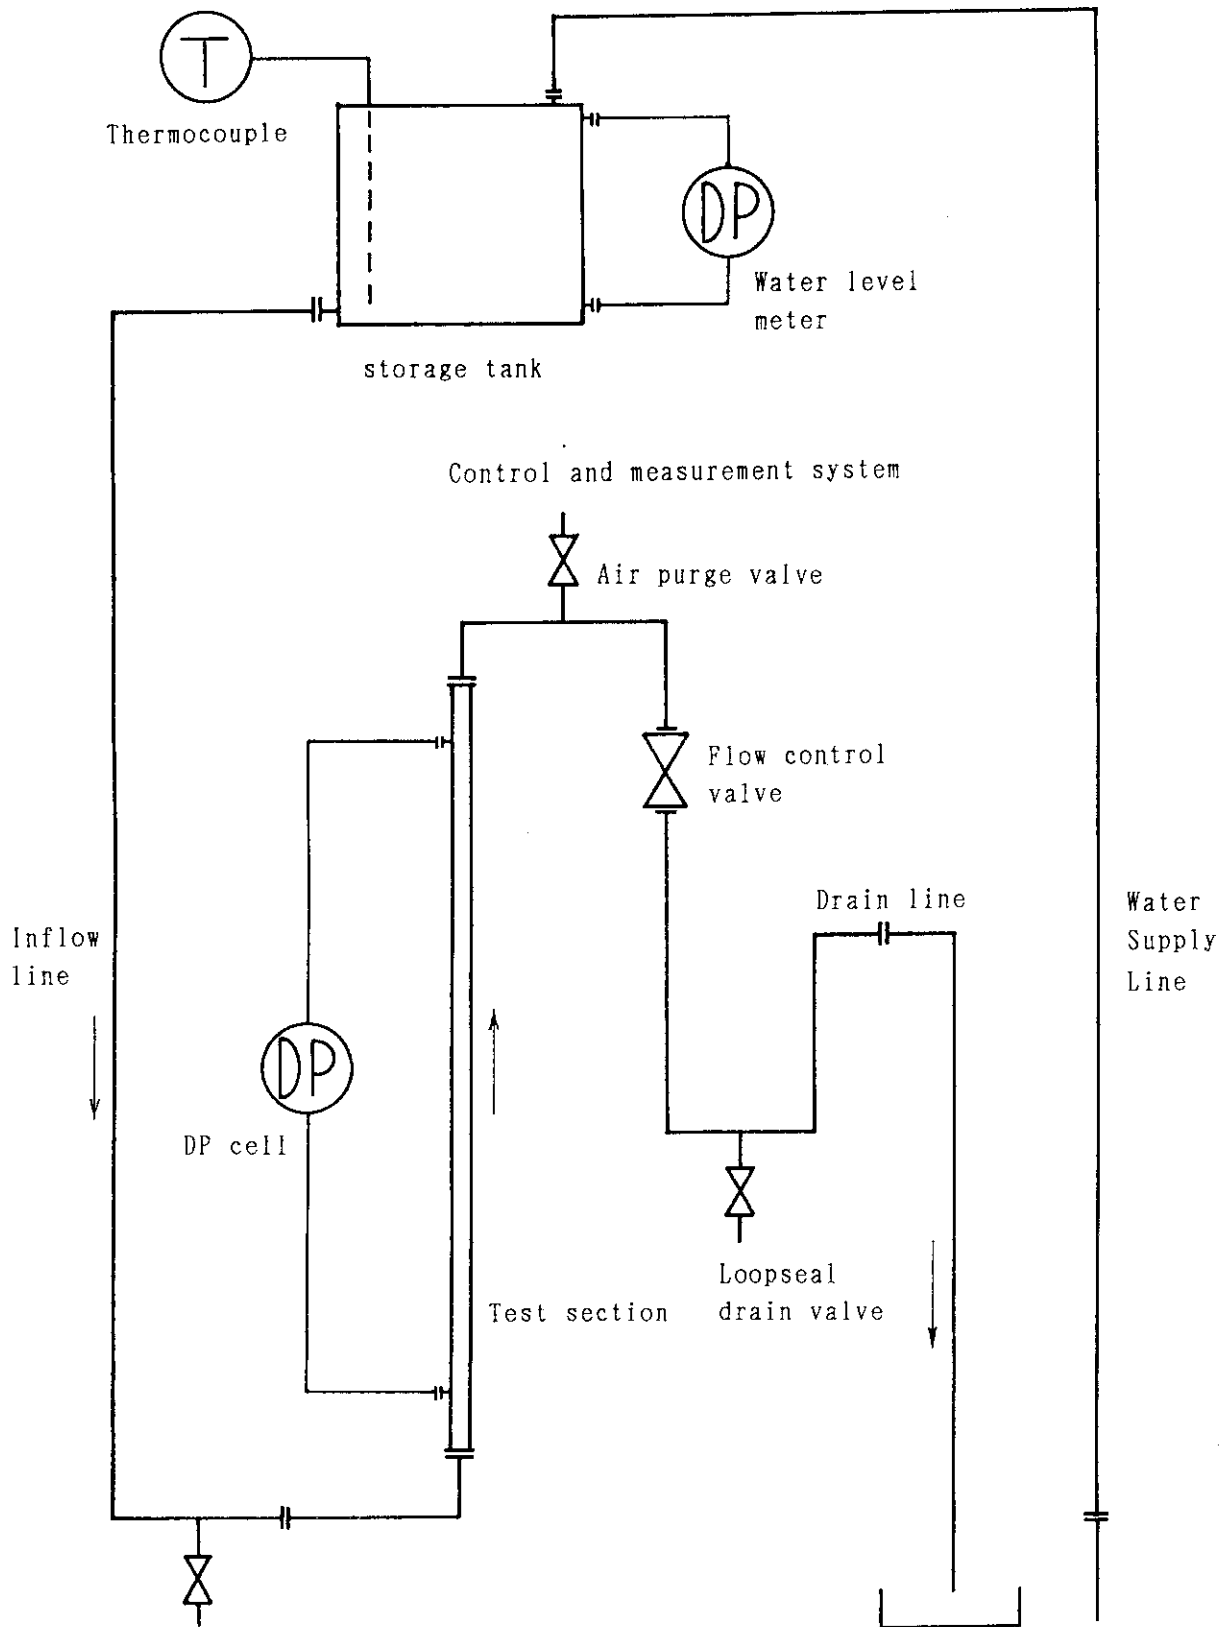 T
Thermocouple
DP
Water level
meter
storage tank
Control and measurement system
Air purge valve
Flow control
valve
Drain line
Water
Supply
Line
Inflow
line
DP
DP cell
Loopseal
drain valve
Test section